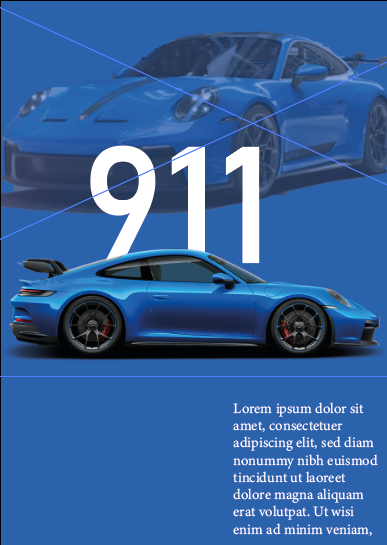 911
Lorem ipsum dolor sit
amet, consectetuer
adipiscing elit, sed diam
nonummy nibh euismod
tincidunt ut laoreet
dolore magna aliquam
erat volutpat. Ut wisi
enim ad minim veniam,